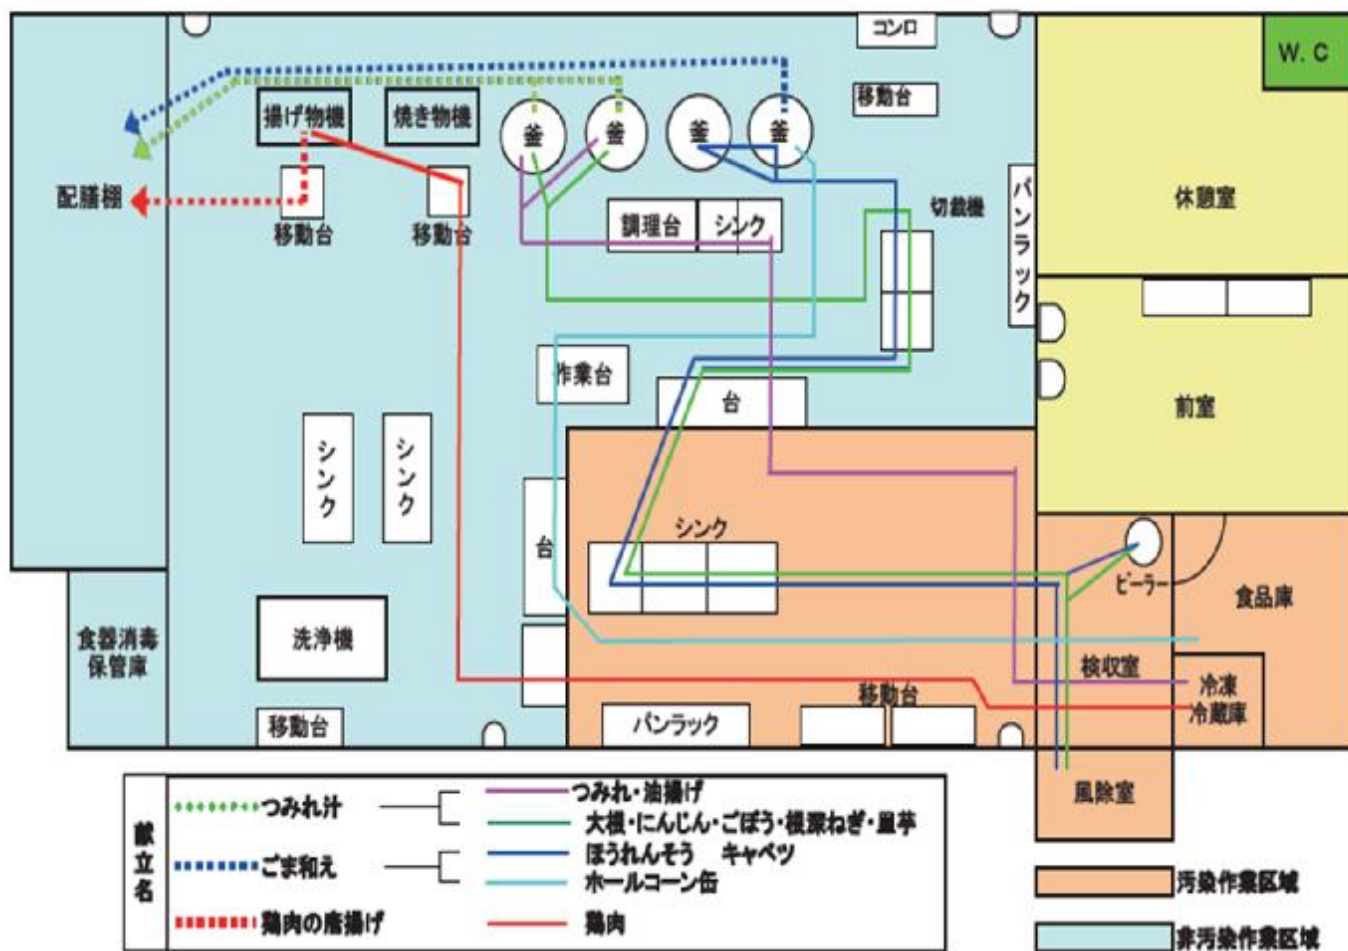 コンロ
W.C
移動台
揚げ物機
焼き物機
釜
釜
釜
釜
配膳棚
移動台
移動台
調理台
シンク
切裁機
パンラック
休憩室
作業台
台
前室
シンク
シンク
台
シンク
ピーラー
食品庫
食器消毒
保管庫
洗浄機
検収室
冷凍
冷蔵庫
移動台
移動台
パンラック
風除室
献立名
つみれ汁
つみれ・油揚げ
大根・にんじん・ごぼう・根深ねぎ・里芋
ごま和え
ほうれんそう キャベツ
ホールコーン缶
鶏肉の唐揚げ
鶏肉
汚染作業区域
非汚染作業区域